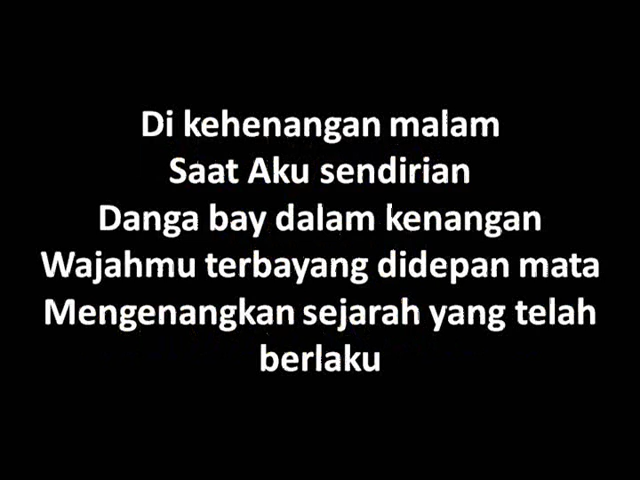 Di kehenangan malam
Saat Aku sendirian
Danga bay dalam kenangan
Wajahmu terbayang didepan mata
Mengenangkan sejarah yang telah
berlaku